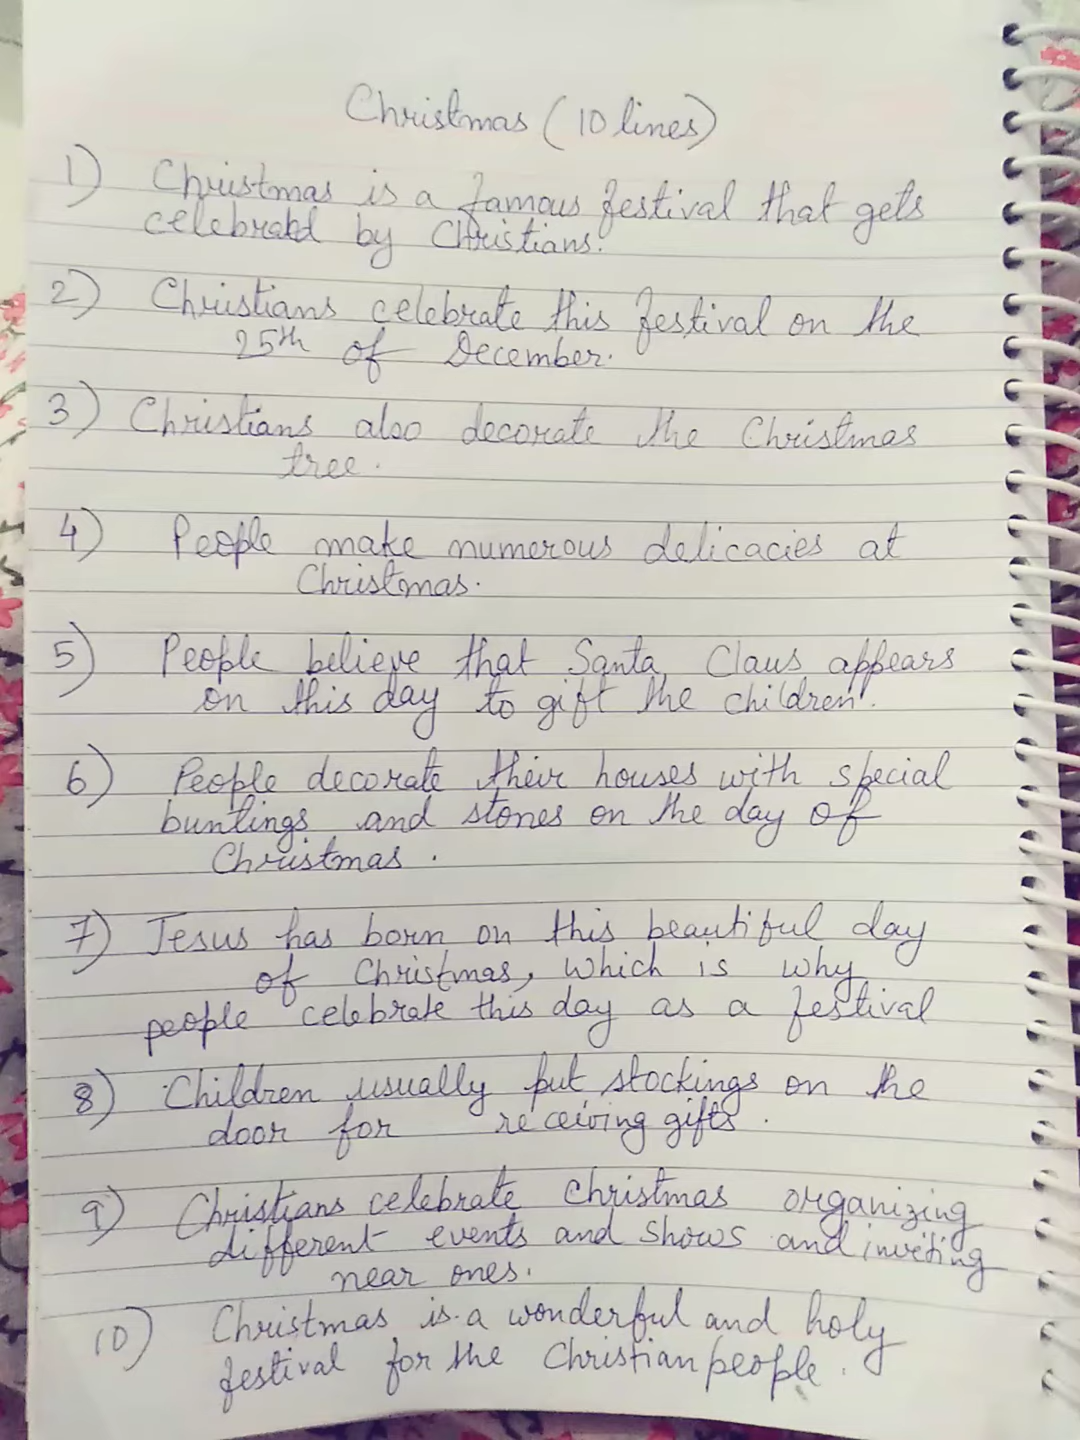 Christmas (10 lines)
1) Christmas is a famous festival that gets
celebrated by Christians.
2) Christians celebrate this festival on the
25th of December.
3) Christians also decorate the Christmas
tree.
4) People make numerous delicacies at
Christmas.
5) People believe that Santa Claus appears
on this day to gift the children.
6) People decorate their houses with special
buntings and stones on the day of
Christmas.
7) Jesus has born on this beautiful day
of Christmas, which is why
people celebrate this day as a festival
8) Children usually put stockings on the
door for receiving gifts.
9) Christians celebrate Christmas organizing
different events and shows and inviting
near ones.
10) Christmas is a wonderful and holy
festival for the Christian people.